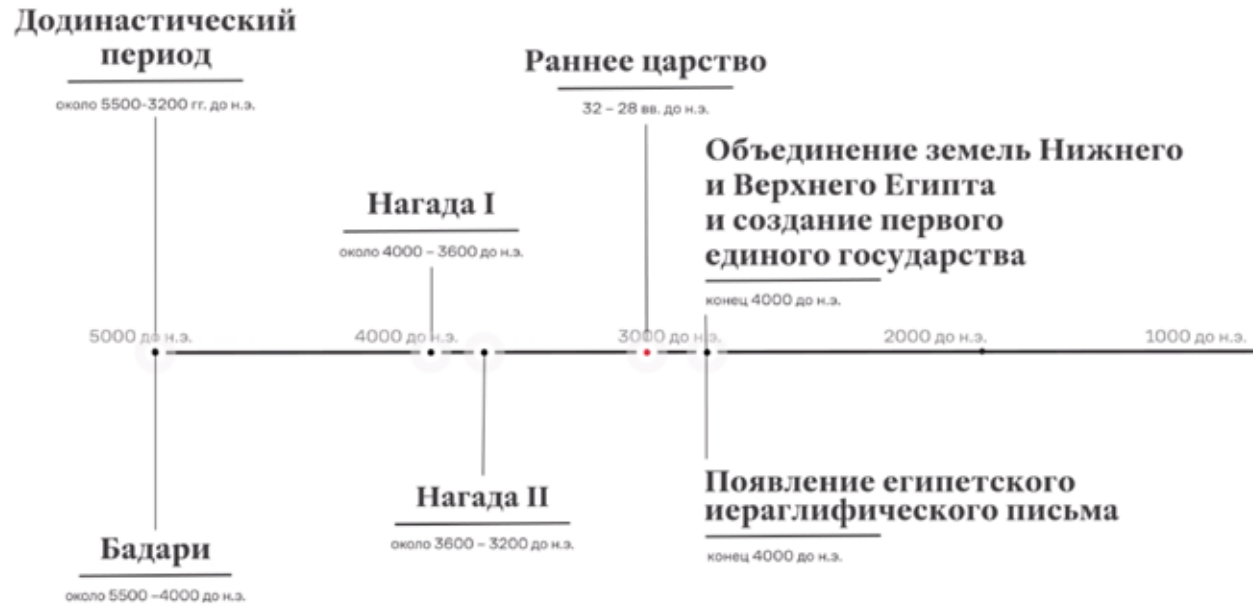 Додинастический
период
около 5500-3200 гг. до н.э.
Раннее царство
32 – 28 вв. до н.э.
Объединение земель Нижнего
и Верхнего Египта
и создание первого
единого государства
конец 4000 до н.э.
Нагада I
около 4000 – 3600 до н.э.
5000 до н.э. 4000 до н.э. 3000 до н.э. 2000 до н.э. 1000 до н.э.
Нагада II
около 3600 – 3200 до н.э.
Появление египетского
иераглифического письма
конец 4000 до н.э.
Бадари
около 5500 –4000 до н.э.